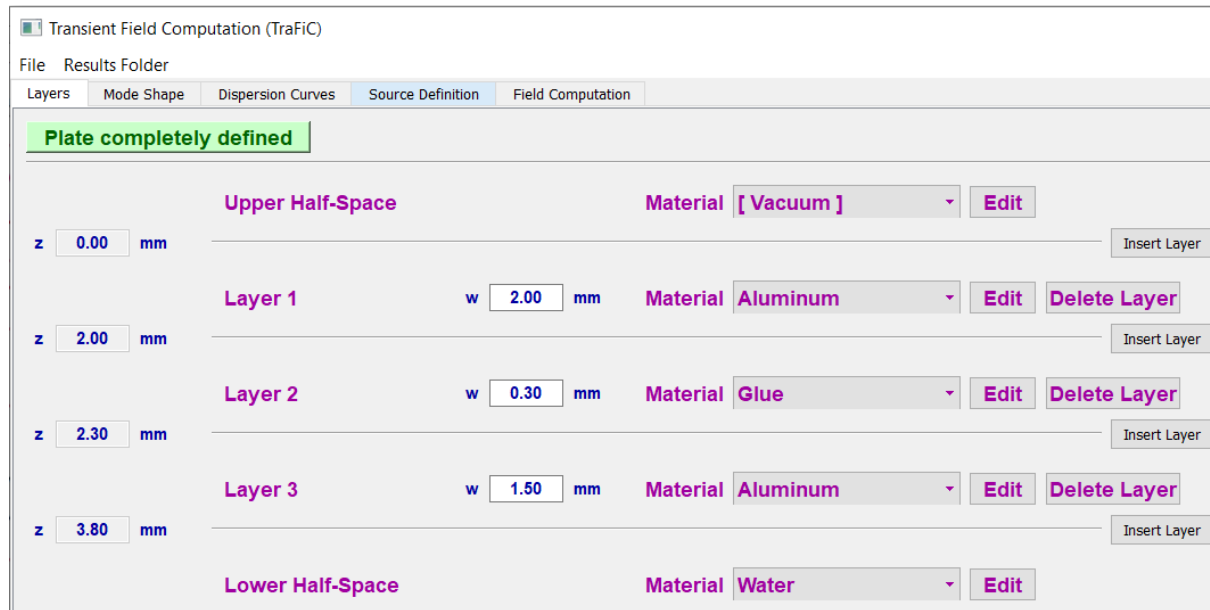 Transient Field Computation (TraFiC)
File Results Folder
Layers Mode Shape Dispersion Curves Source Definition Field Computation
Plate completely defined
Upper Half-Space Material [ Vacuum ] Edit
z 0.00 mm Insert Layer
Layer 1 w 2.00 mm Material Aluminum Edit Delete Layer
z 2.00 mm Insert Layer
Layer 2 w 0.30 mm Material Glue Edit Delete Layer
z 2.30 mm Insert Layer
Layer 3 w 1.50 mm Material Aluminum Edit Delete Layer
z 3.80 mm Insert Layer
Lower Half-Space Material Water Edit